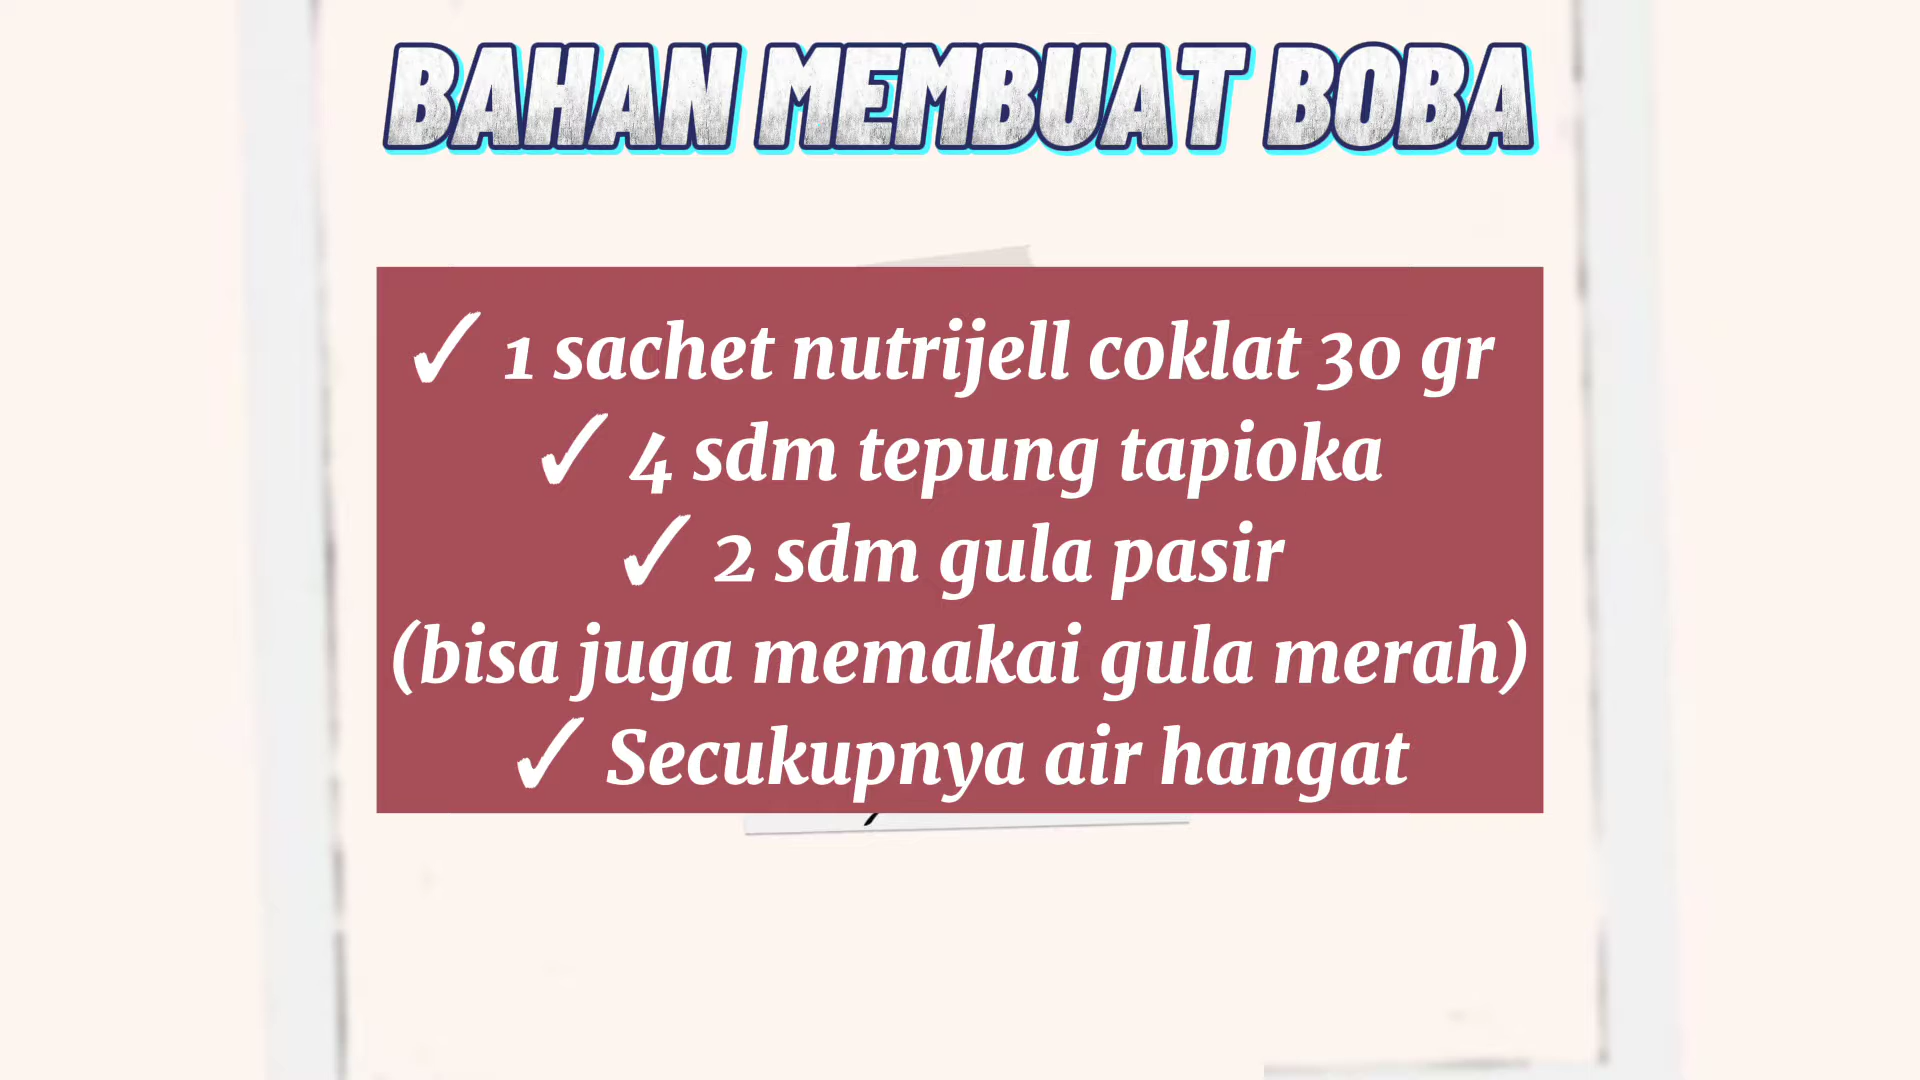 BAHAN MEMBUAT BOBA
✓ 1 sachet nutrijell coklat 30 gr
✓ 4 sdm tepung tapioka
✓ 2 sdm gula pasir
(bisa juga memakai gula merah)
✓ Secukupnya air hangat